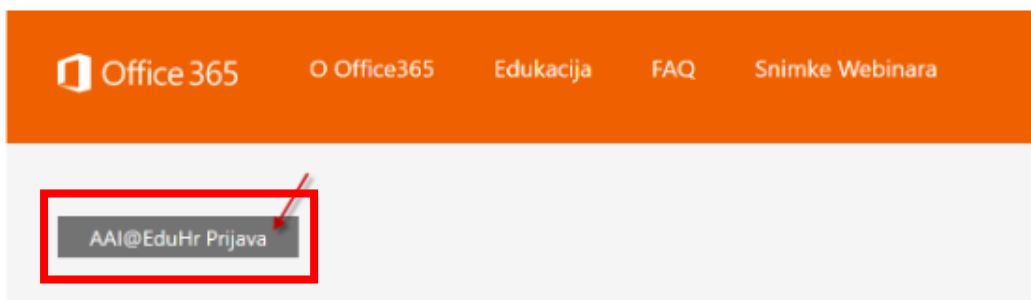 Office 365 O Office365 Edukacija FAQ Snimke Webinara
AAI@EduHr Prijava